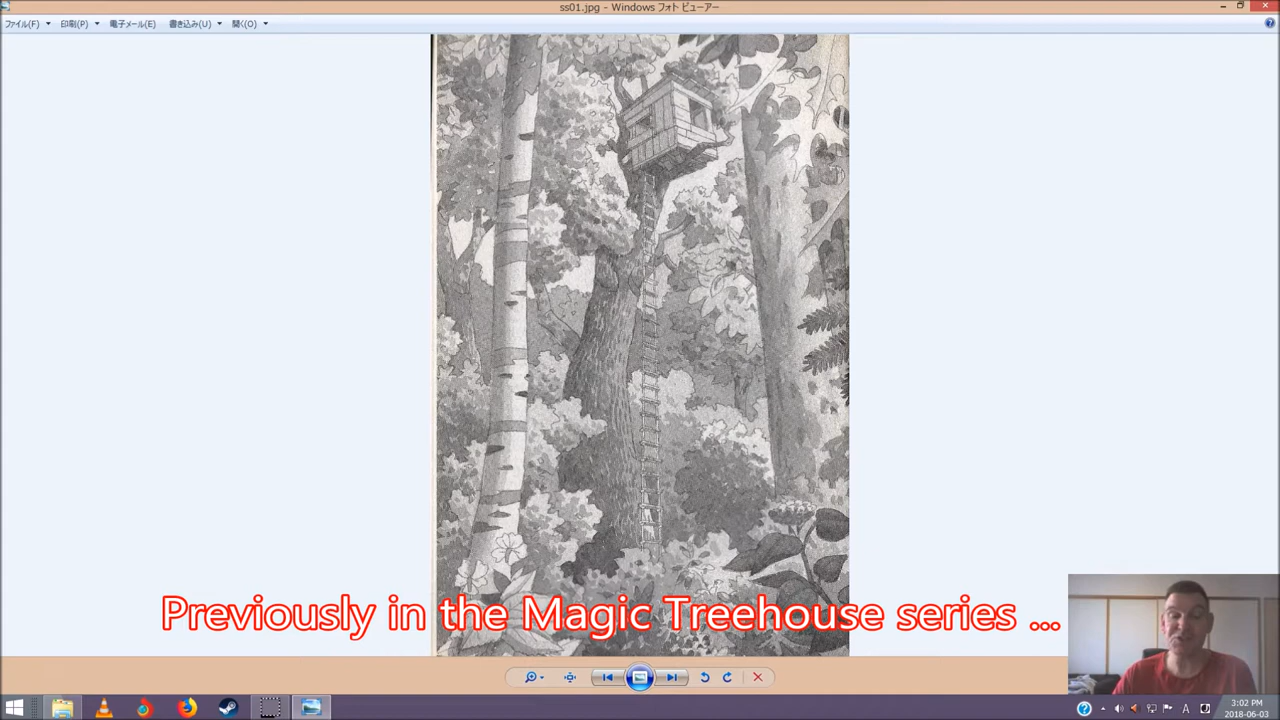 ss01.jpg - Windows フォト ビューアー
ファイル(F) 印刷(P) 電子メール(E) 書き込み(U) 開く(O)
Previously in the Magic Treehouse series ...
A
3:02 PM
2018-06-03